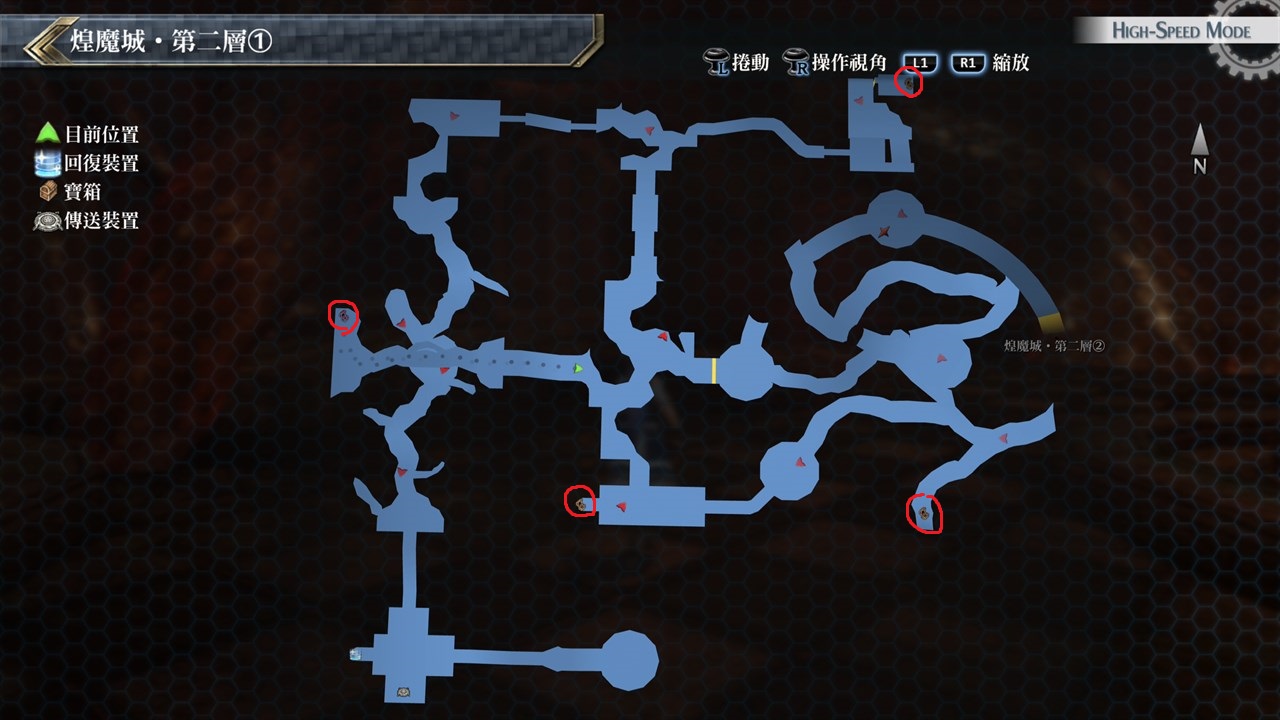 煌魔城・第二層①
HIGH-SPEED MODE
L 捲動 R 操作視角 L1 R1 縮放
目前位置
回復裝置
寶箱
傳送裝置
N
煌魔城・第二層②